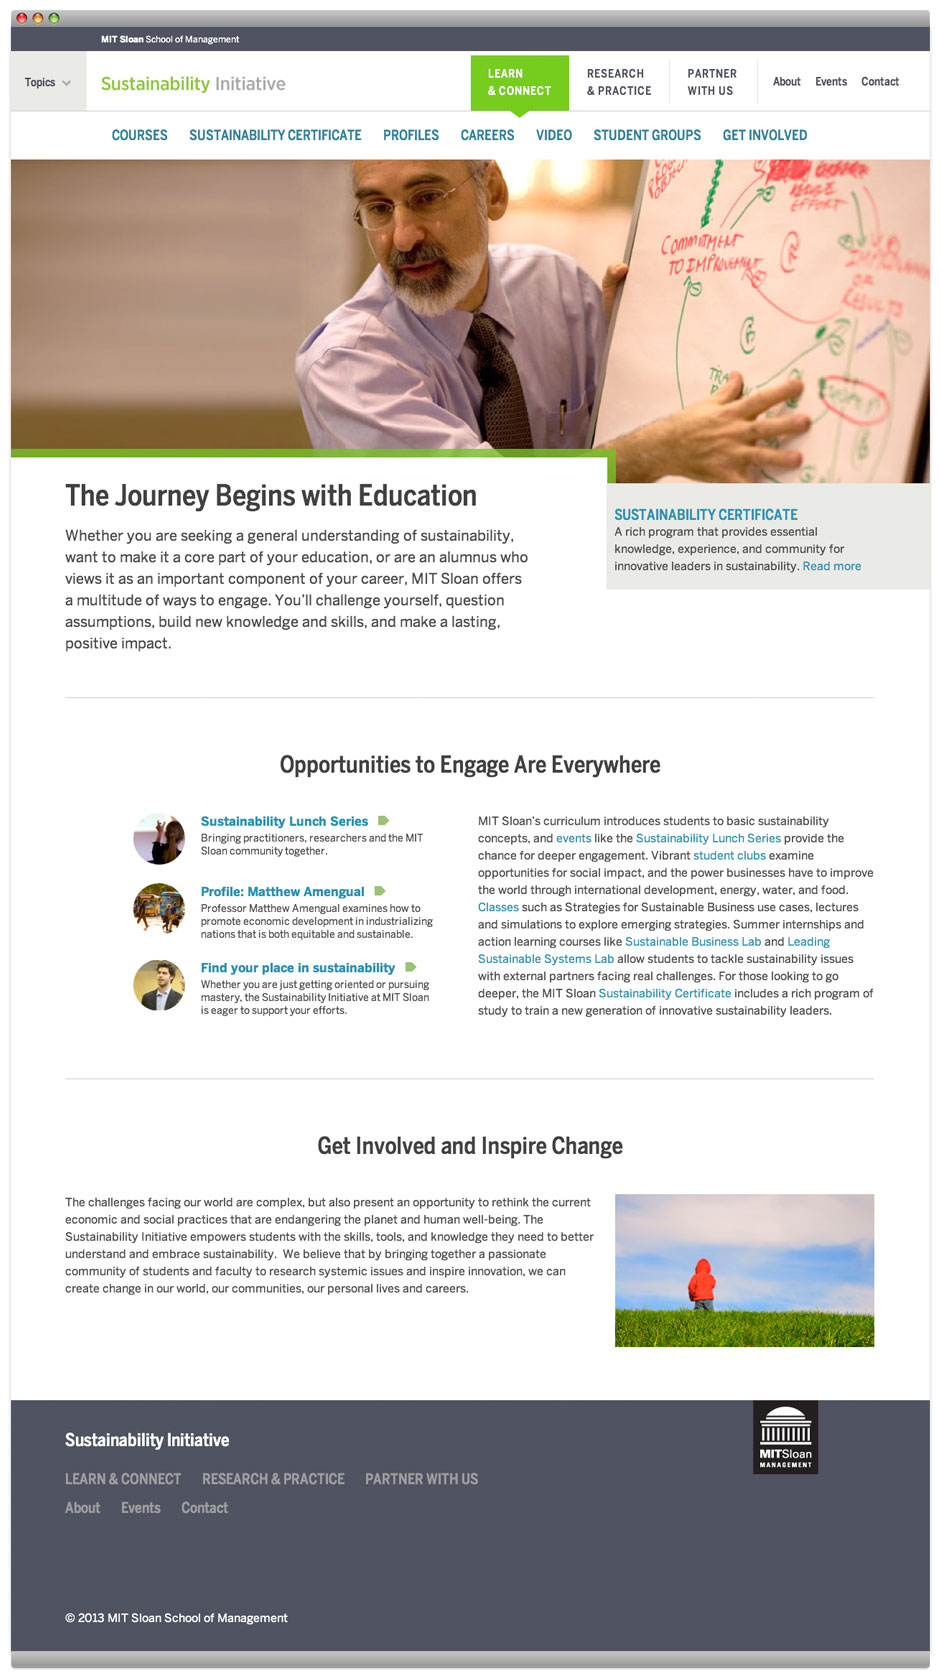 MIT Sloan School of Management
Topics
Sustainability Initiative
LEARN
& CONNECT
RESEARCH
& PRACTICE
PARTNER
WITH US
About Events Contact
COURSES SUSTAINABILITY CERTIFICATE PROFILES CAREERS VIDEO STUDENT GROUPS GET INVOLVED
EFFORT
COMMITMENT
TO IMPROVEMENT
OR
RESULTS
The Journey Begins with Education
Whether you are seeking a general understanding of sustainability,
want to make it a core part of your education, or are an alumnus who
views it as an important component of your career, MIT Sloan offers
a multitude of ways to engage. You’ll challenge yourself, question
assumptions, build new knowledge and skills, and make a lasting,
positive impact.
SUSTAINABILITY CERTIFICATE
A rich program that provides essential
knowledge, experience, and community for
innovative leaders in sustainability. Read more
Opportunities to Engage Are Everywhere
Sustainability Lunch Series
Bringing practitioners, researchers and the MIT
Sloan community together.
Profile: Matthew Amengual
Professor Matthew Amengual examines how to
promote economic development in industrializing
nations that is both equitable and sustainable.
Find your place in sustainability
Whether you are just getting oriented or pursuing
mastery, the Sustainability Initiative at MIT Sloan
is eager to support your efforts.
MIT Sloan’s curriculum introduces students to basic sustainability
concepts, and events like the Sustainability Lunch Series provide the
chance for deeper engagement. Vibrant student clubs examine
opportunities for social impact, and the power businesses have to improve
the world through international development, energy, water, and food.
Classes such as Strategies for Sustainable Business use cases, lectures
and simulations to explore emerging strategies. Summer internships and
action learning courses like Sustainable Business Lab and Leading
Sustainable Systems Lab allow students to tackle sustainability issues
with external partners facing real challenges. For those looking to go
deeper, the MIT Sloan Sustainability Certificate includes a rich program of
study to train a new generation of innovative sustainability leaders.
Get Involved and Inspire Change
The challenges facing our world are complex, but also present an opportunity to rethink the current
economic and social practices that are endangering the planet and human well-being. The
Sustainability Initiative empowers students with the skills, tools, and knowledge they need to better
understand and embrace sustainability. We believe that by bringing together a passionate
community of students and faculty to research systemic issues and inspire innovation, we can
create change in our world, our communities, our personal lives and careers.
Sustainability Initiative
LEARN & CONNECT RESEARCH & PRACTICE PARTNER WITH US
About Events Contact
MITSloan
MANAGEMENT
© 2013 MIT Sloan School of Management